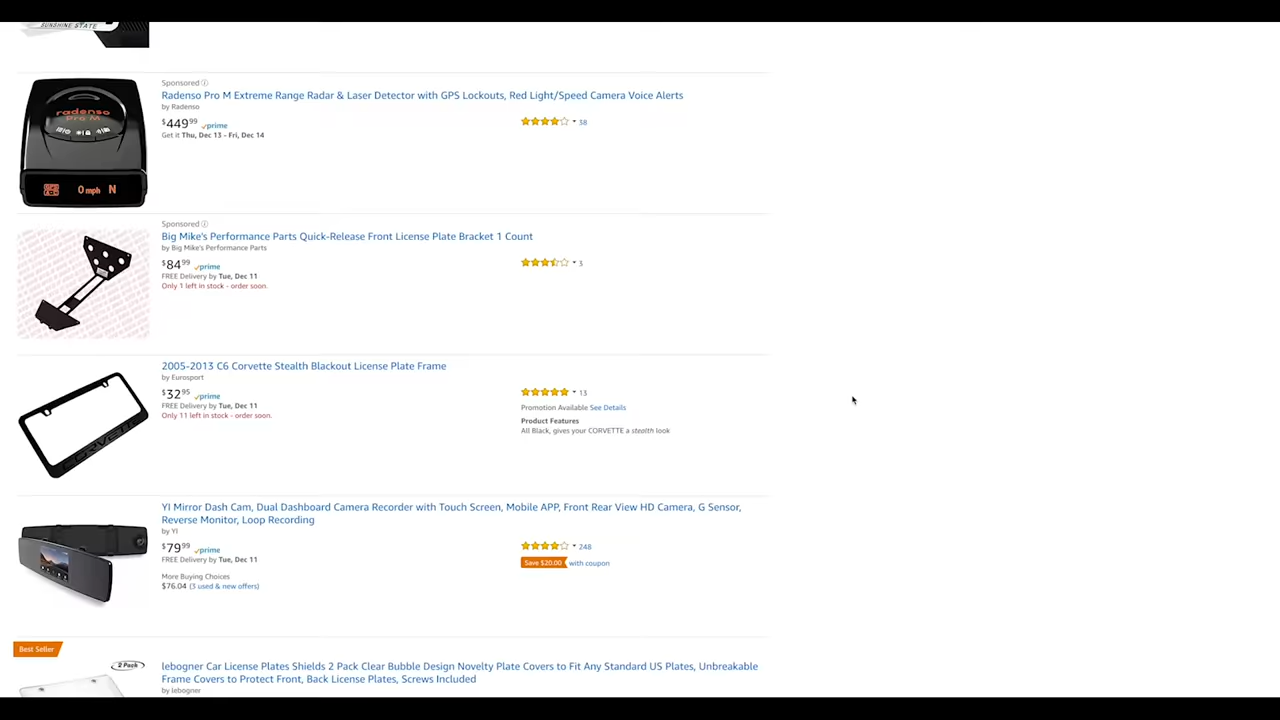 SUNSHINE STATE
Sponsored
Radenso Pro M Extreme Range Radar & Laser Detector with GPS Lockouts, Red Light/Speed Camera Voice Alerts
by Radenso
$449 99 prime
38
Get it Thu, Dec 13 - Fri, Dec 14
radenso
Pro M
0 mph N
Sponsored
Big Mike's Performance Parts Quick-Release Front License Plate Bracket 1 Count
by Big Mike's Performance Parts
$84 99 prime
3
FREE Delivery by Tue, Dec 11
Only 1 left in stock - order soon.
2005-2013 C6 Corvette Stealth Blackout License Plate Frame
by Eurosport
$32 95 prime
13
FREE Delivery by Tue, Dec 11
Only 11 left in stock - order soon.
Promotion Available See Details
Product Features
All Black, gives your CORVETTE a stealth look
CORVETTE
YI Mirror Dash Cam, Dual Dashboard Camera Recorder with Touch Screen, Mobile APP, Front Rear View HD Camera, G Sensor,
Reverse Monitor, Loop Recording
by YI
$79 99 prime
248
FREE Delivery by Tue, Dec 11
Save $20.00 with coupon
More Buying Choices
$76.04 (3 used & new offers)
Best Seller
2 Pack
lebogner Car License Plates Shields 2 Pack Clear Bubble Design Novelty Plate Covers to Fit Any Standard US Plates, Unbreakable
Frame Covers to Protect Front, Back License Plates, Screws Included
by lebogner